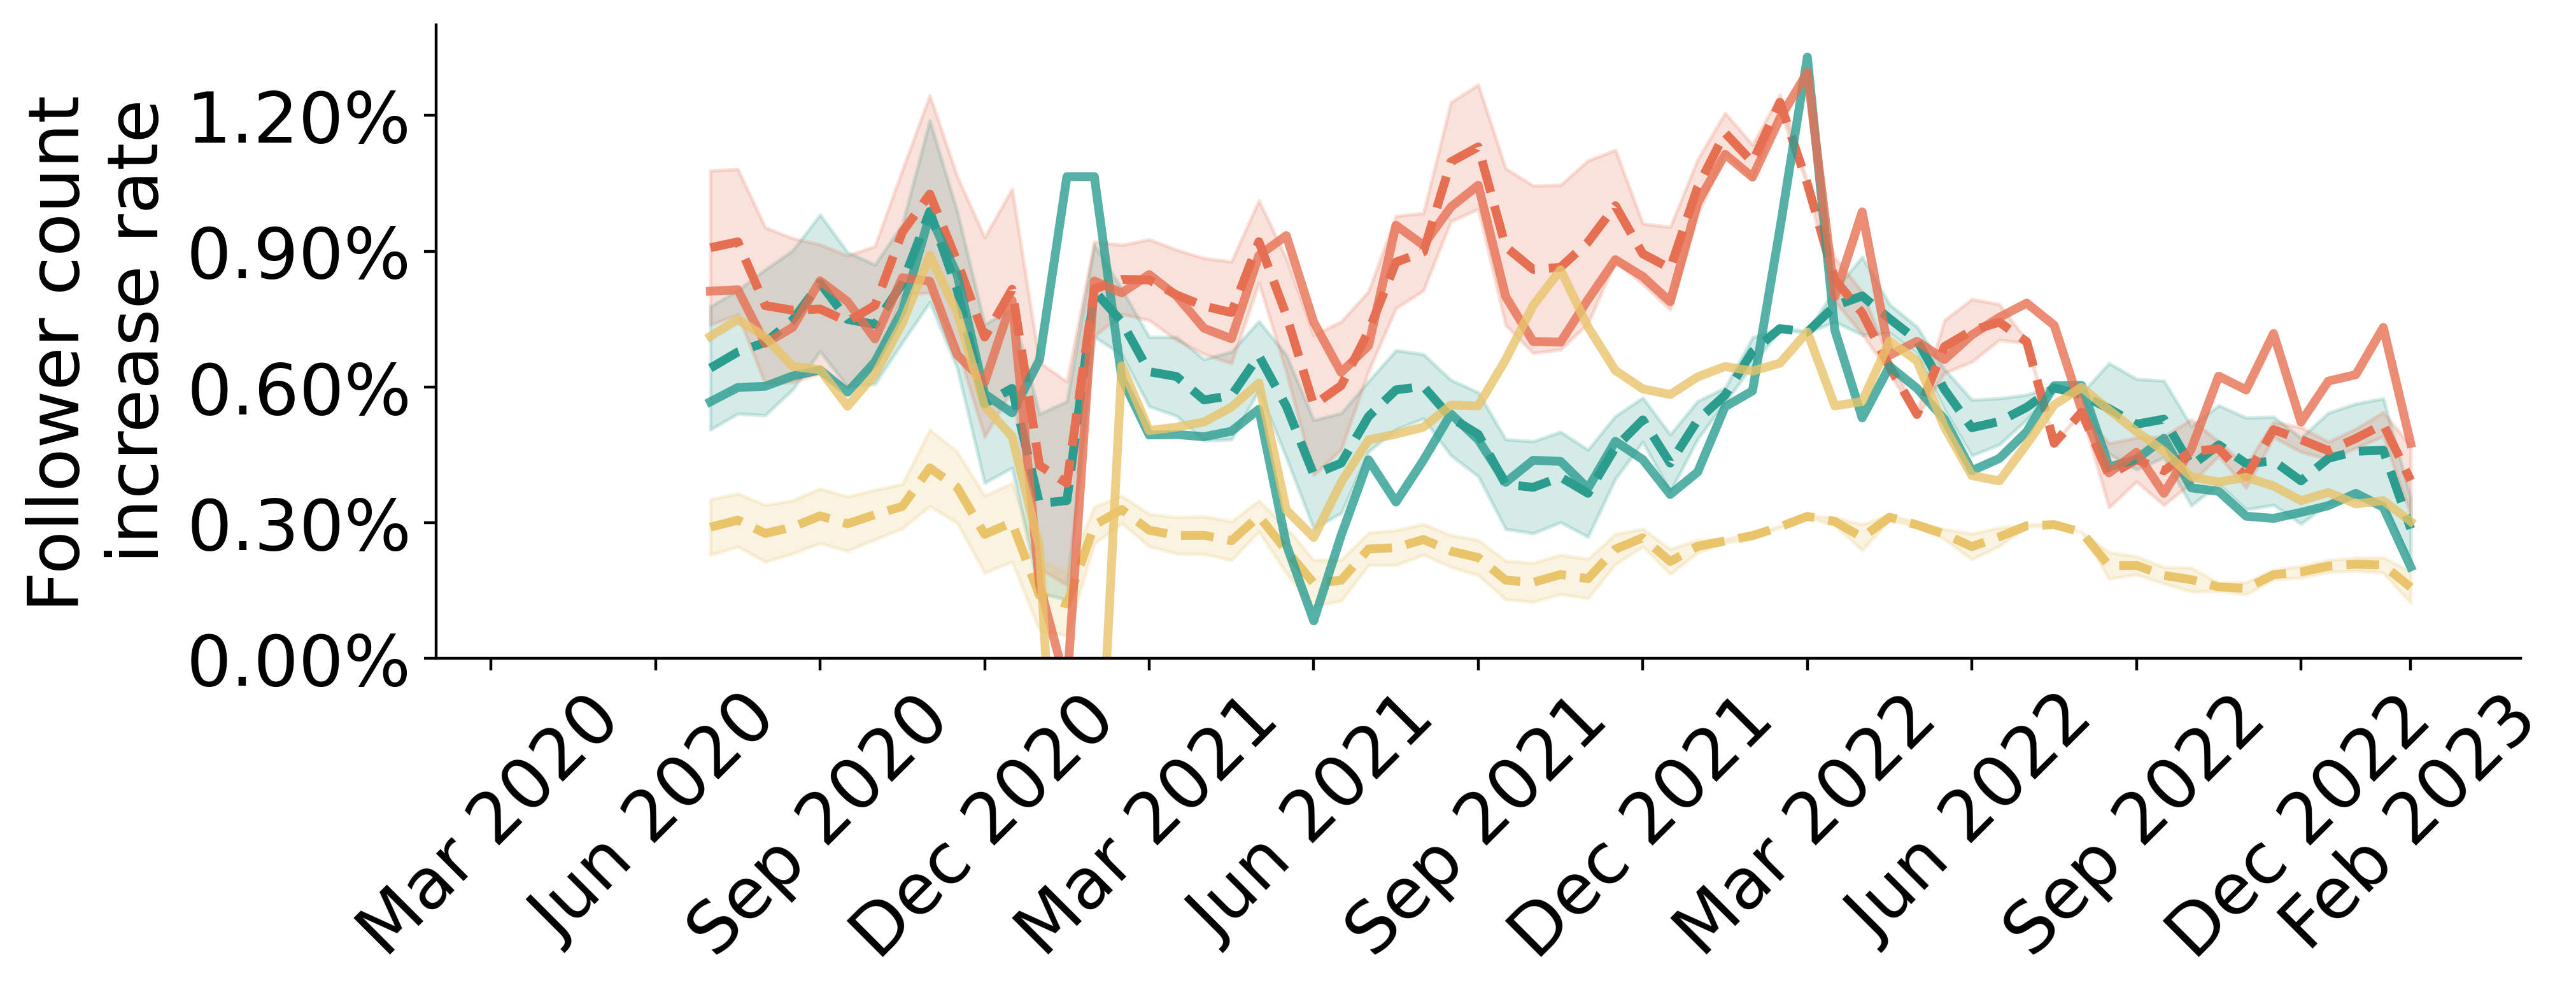 Follower count
increase rate
1.20%
0.90%
0.60%
0.30%
0.00%
Mar 2020
Jun 2020
Sep 2020
Dec 2020
Mar 2021
Jun 2021
Sep 2021
Dec 2021
Mar 2022
Jun 2022
Sep 2022
Dec 2022
Feb 2023